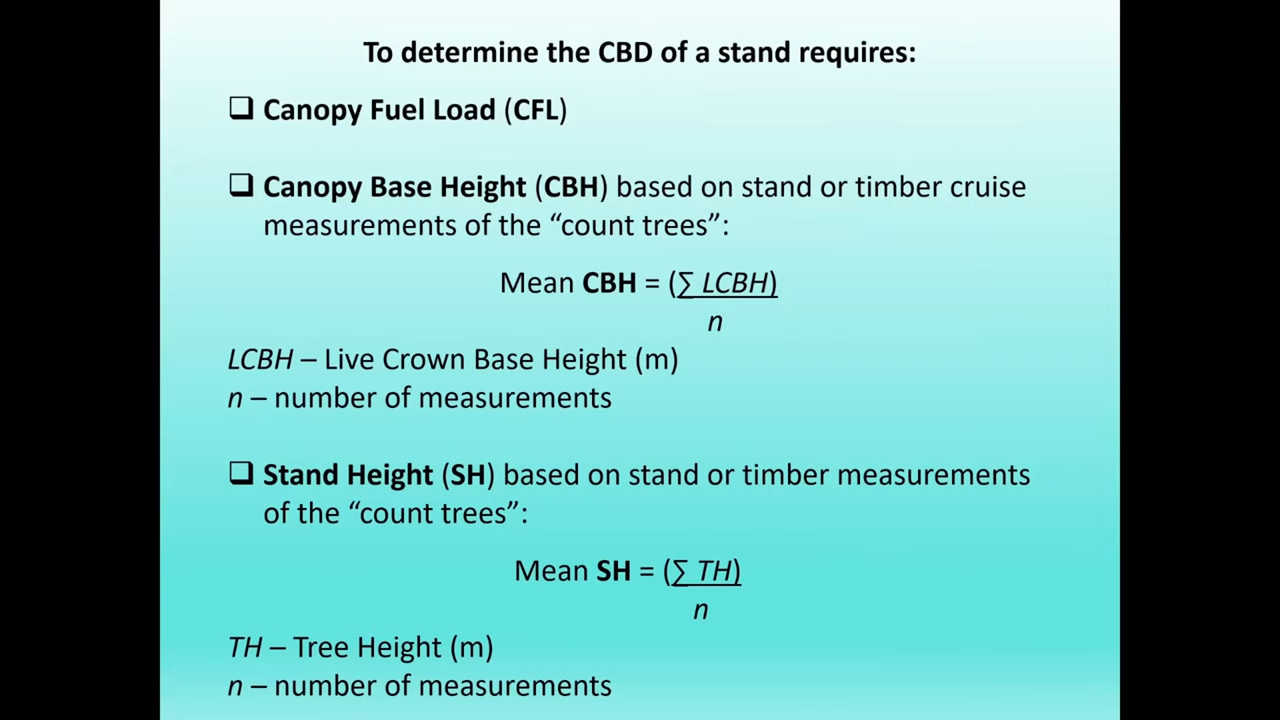 To determine the CBD of a stand requires:
❑ Canopy Fuel Load (CFL)
❑ Canopy Base Height (CBH) based on stand or timber cruise
measurements of the “count trees”:
Mean CBH = (∑ LCBH)
n
LCBH – Live Crown Base Height (m)
n – number of measurements
❑ Stand Height (SH) based on stand or timber measurements
of the “count trees”:
Mean SH = (∑ TH)
n
TH – Tree Height (m)
n – number of measurements